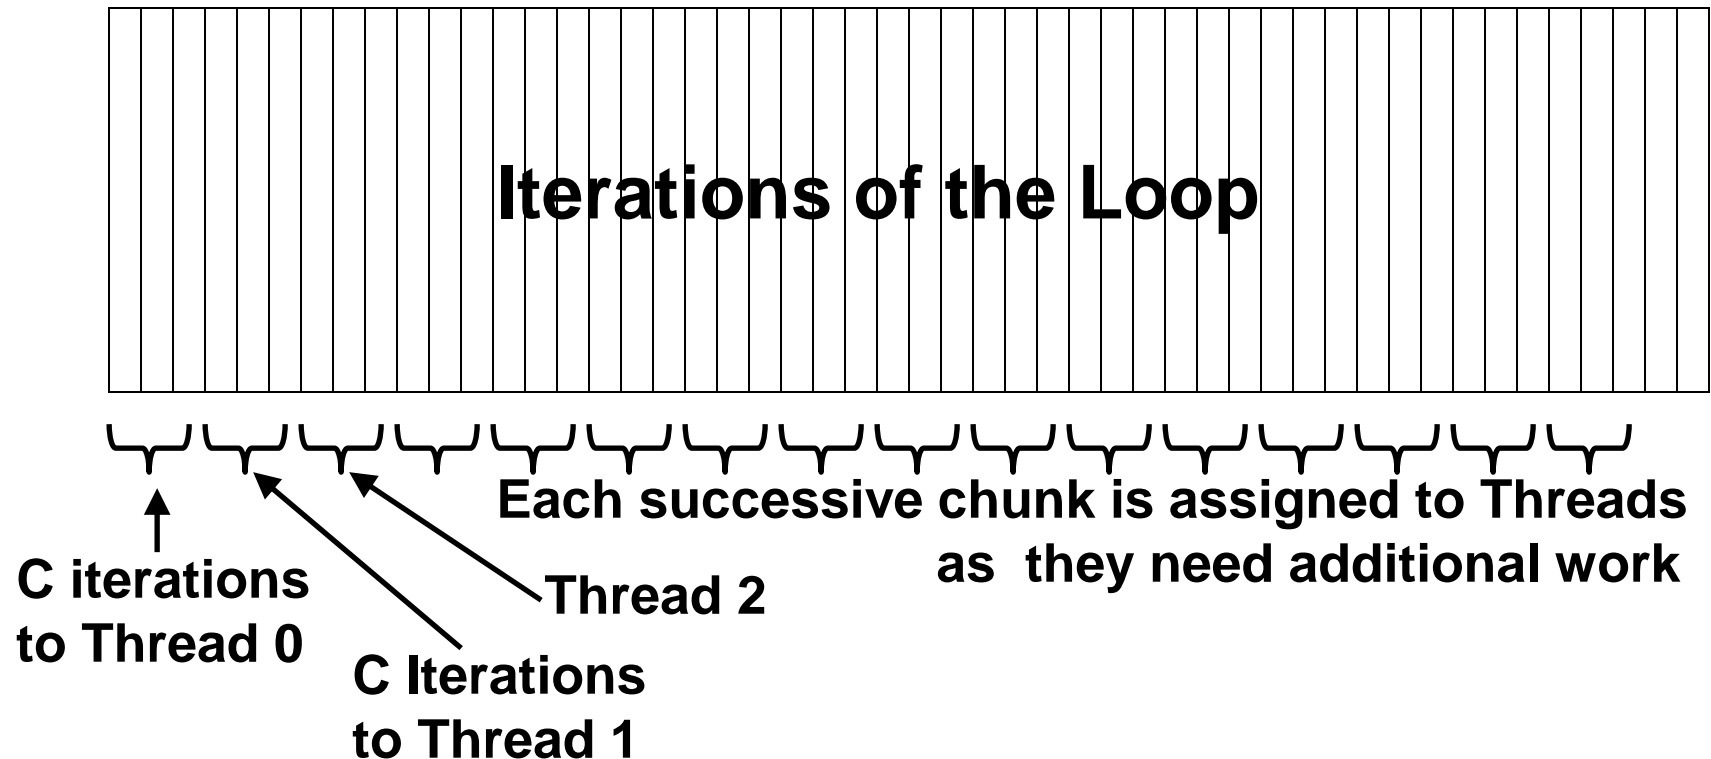 Iterations of the Loop
Each successive chunk is assigned to Threads
as they need additional work
C iterations
to Thread 0
Thread 2
C Iterations
to Thread 1